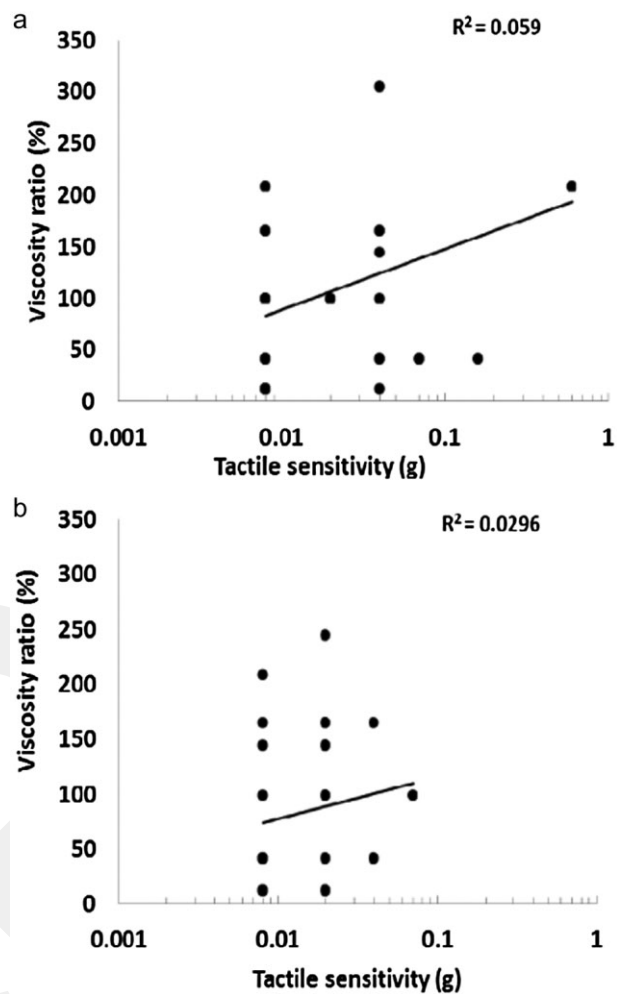 a
R² = 0.059
350
300
250
200
150
100
50
0
Viscosity ratio (%)
0.001 0.01 0.1 1
Tactile sensitivity (g)
b
R² = 0.0296
350
300
250
200
150
100
50
0
Viscosity ratio (%)
0.001 0.01 0.1 1
Tactile sensitivity (g)